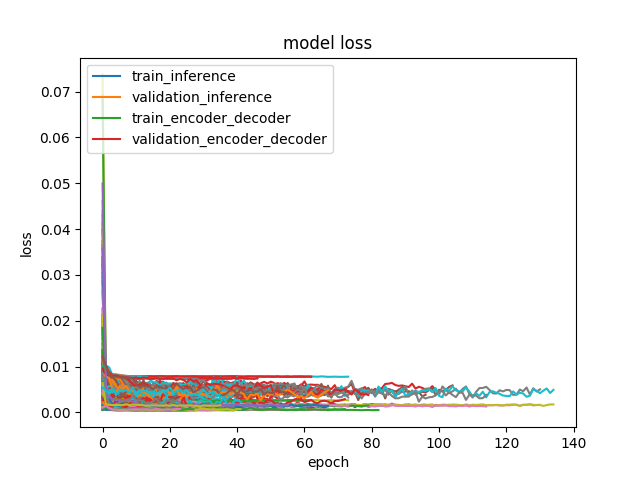 model loss
train_inference
validation_inference
train_encoder_decoder
validation_encoder_decoder
0.07
0.06
0.05
0.04
0.03
0.02
0.01
0.00
loss
0 20 40 60 80 100 120 140
epoch